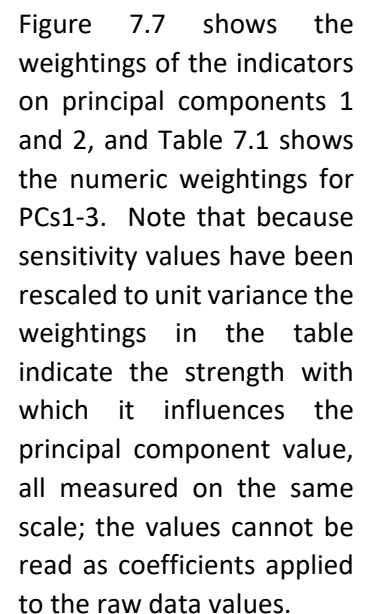 Figure 7.7 shows the
weightings of the indicators
on principal components 1
and 2, and Table 7.1 shows
the numeric weightings for
PCs1-3. Note that because
sensitivity values have been
rescaled to unit variance the
weightings in the table
indicate the strength with
which it influences the
principal component value,
all measured on the same
scale; the values cannot be
read as coefficients applied
to the raw data values.